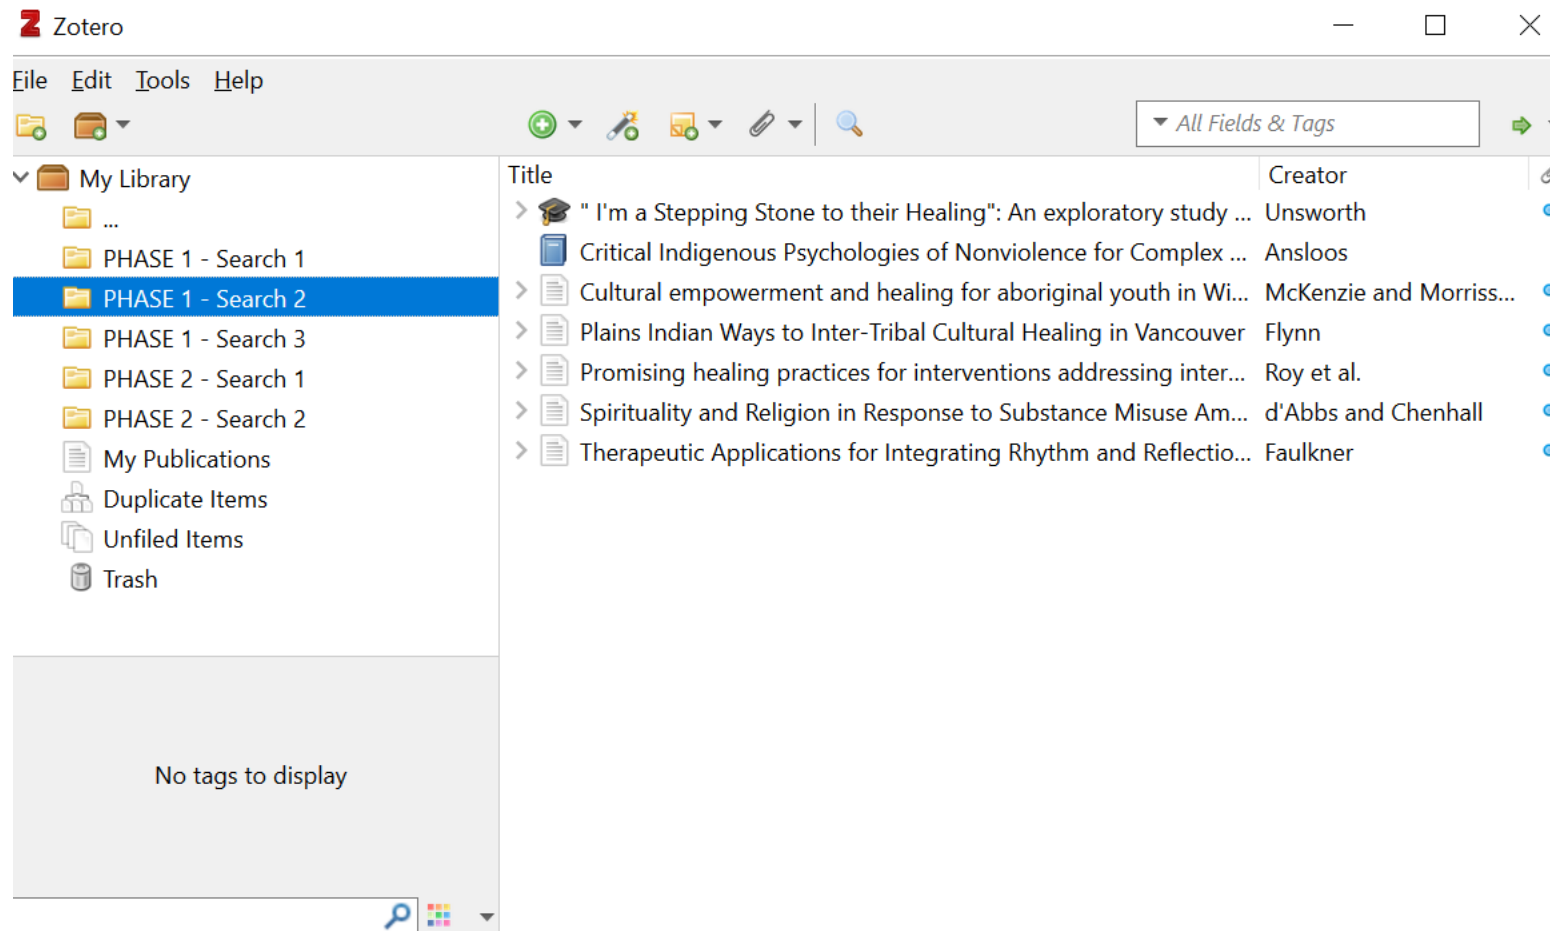 Zotero
File Edit Tools Help
All Fields & Tags
My Library
...
PHASE 1 - Search 1
PHASE 1 - Search 2
PHASE 1 - Search 3
PHASE 2 - Search 1
PHASE 2 - Search 2
My Publications
Duplicate Items
Unfiled Items
Trash
No tags to display
Title Creator
" I'm a Stepping Stone to their Healing": An exploratory study ... Unsworth
Critical Indigenous Psychologies of Nonviolence for Complex ... Ansloos
Cultural empowerment and healing for aboriginal youth in Wi... McKenzie and Morriss...
Plains Indian Ways to Inter-Tribal Cultural Healing in Vancouver Flynn
Promising healing practices for interventions addressing inter... Roy et al.
Spirituality and Religion in Response to Substance Misuse Am... d'Abbs and Chenhall
Therapeutic Applications for Integrating Rhythm and Reflectio... Faulkner